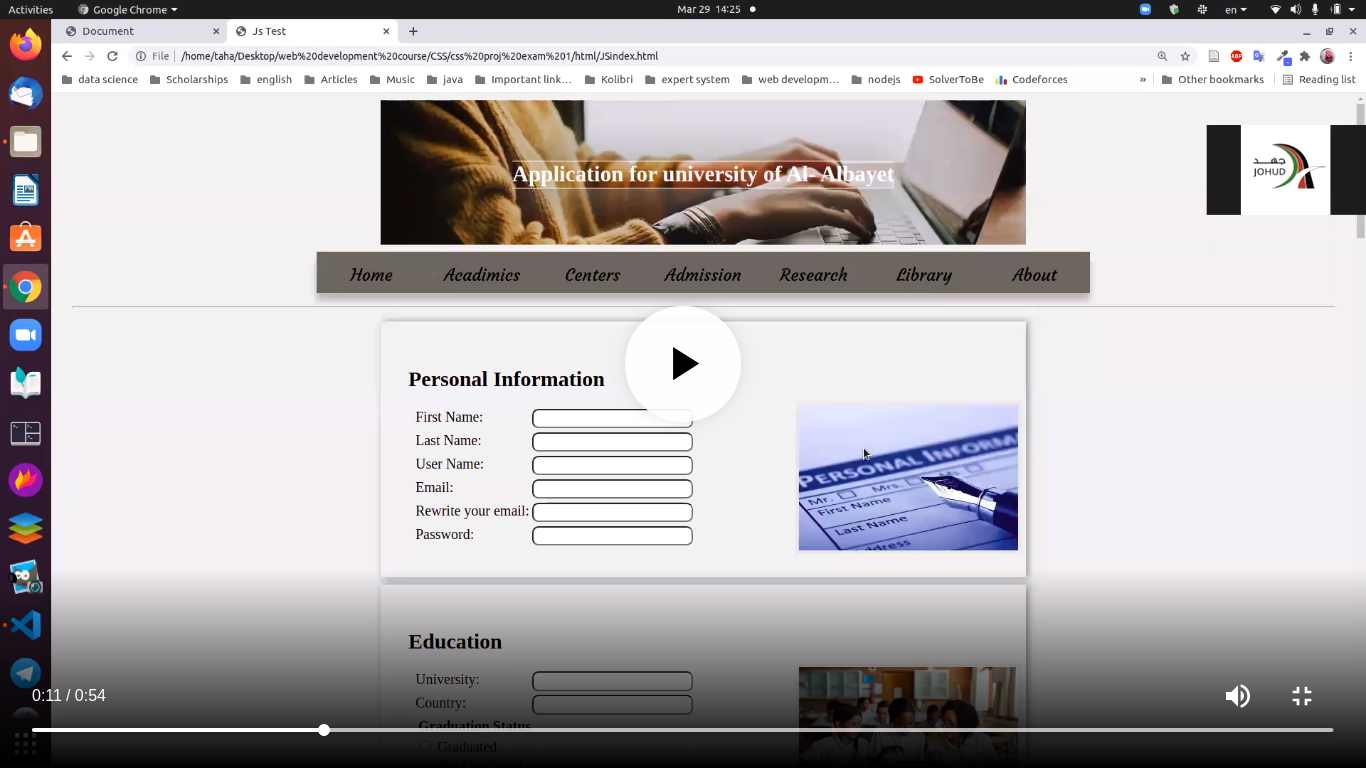 Activities Google Chrome Mar 29 14:25 en
Document Js Test
File /home/taha/Desktop/web%20development%20course/CSS/css%20proj%20exam%201/html/JSindex.html
data science Scholarships english Articles Music java Important link… Kolibri expert system web developm… nodejs SolverToBe Codeforces » Other bookmarks Reading list
Application for university of Al- Albayet
جهد
JOHUD
Home Acadimics Centers Admission Research Library About
Personal Information
First Name:
Last Name:
User Name:
Email:
Rewrite your email:
Password:
PERSONAL INFORMA
Mr. Mrs.
First Name
Last Name
address
Education
University:
Country:
Graduation Status
Graduated
0:11 / 0:54